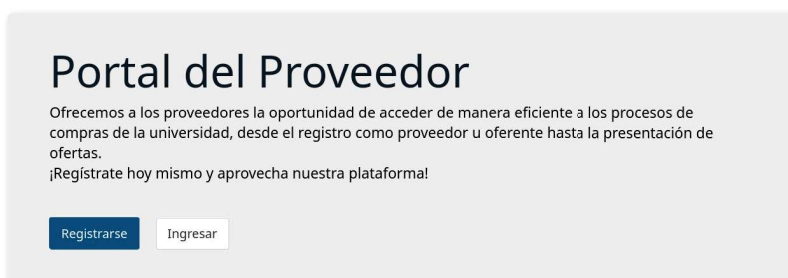 Portal del Proveedor
Ofrecemos a los proveedores la oportunidad de acceder de manera eficiente a los procesos de
compras de la universidad, desde el registro como proveedor u oferente hasta la presentación de
ofertas.
¡Regístrate hoy mismo y aprovecha nuestra plataforma!
Registrarse Ingresar